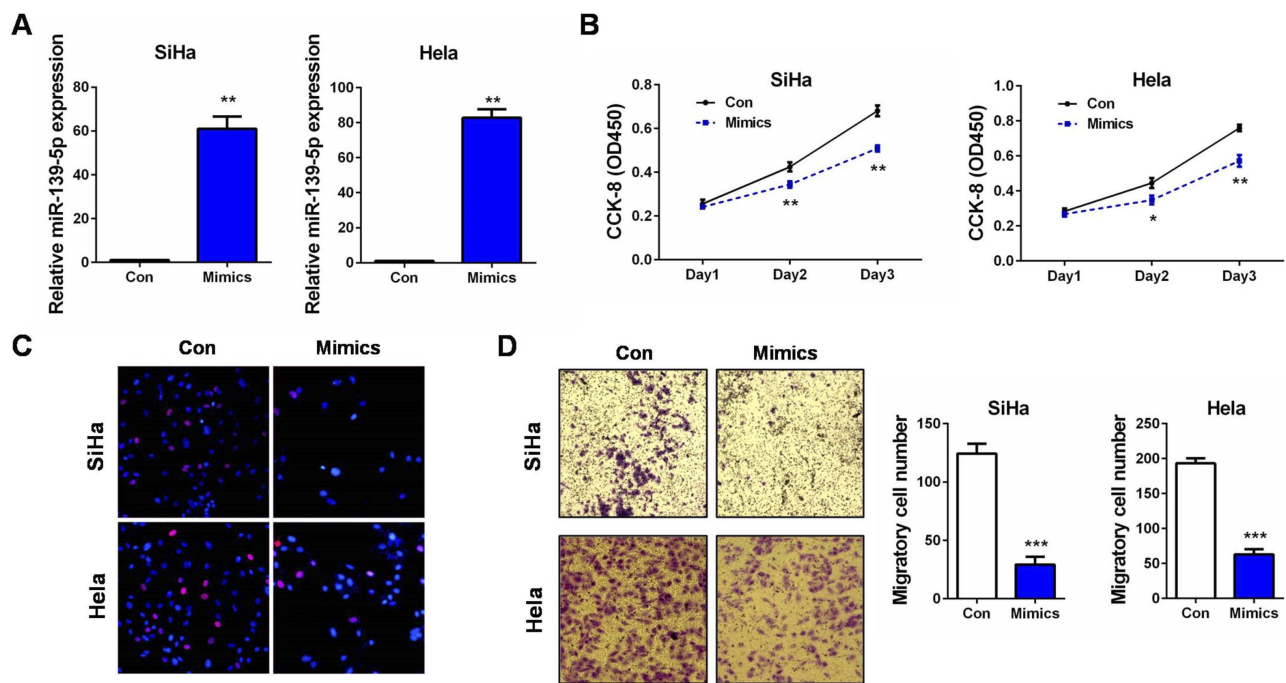 A
SiHa
Relative miR-139-5p expression
80
60
40
20
0
**
Con
Mimics
Hela
Relative miR-139-5p expression
100
80
60
40
20
0
**
Con
Mimics
B
SiHa
CCK-8 (OD450)
0.8
0.6
0.4
0.2
0.0
Con
Mimics
**
**
Day1
Day2
Day3
Hela
CCK-8 (OD450)
1.0
0.8
0.6
0.4
0.2
0.0
Con
Mimics
*
**
Day1
Day2
Day3
C
Con
Mimics
SiHa
Hela
D
Con
Mimics
SiHa
Hela
SiHa
Migratory cell number
150
100
50
0
***
Con
Mimics
Hela
Migratory cell number
250
200
150
100
50
0
***
Con
Mimics